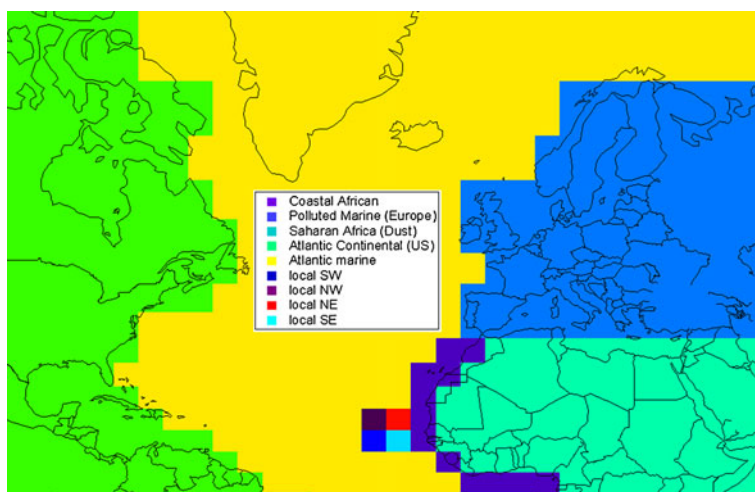 Coastal African
Polluted Marine (Europe)
Saharan Africa (Dust)
Atlantic Continental (US)
Atlantic marine
local SW
local NW
local NE
local SE